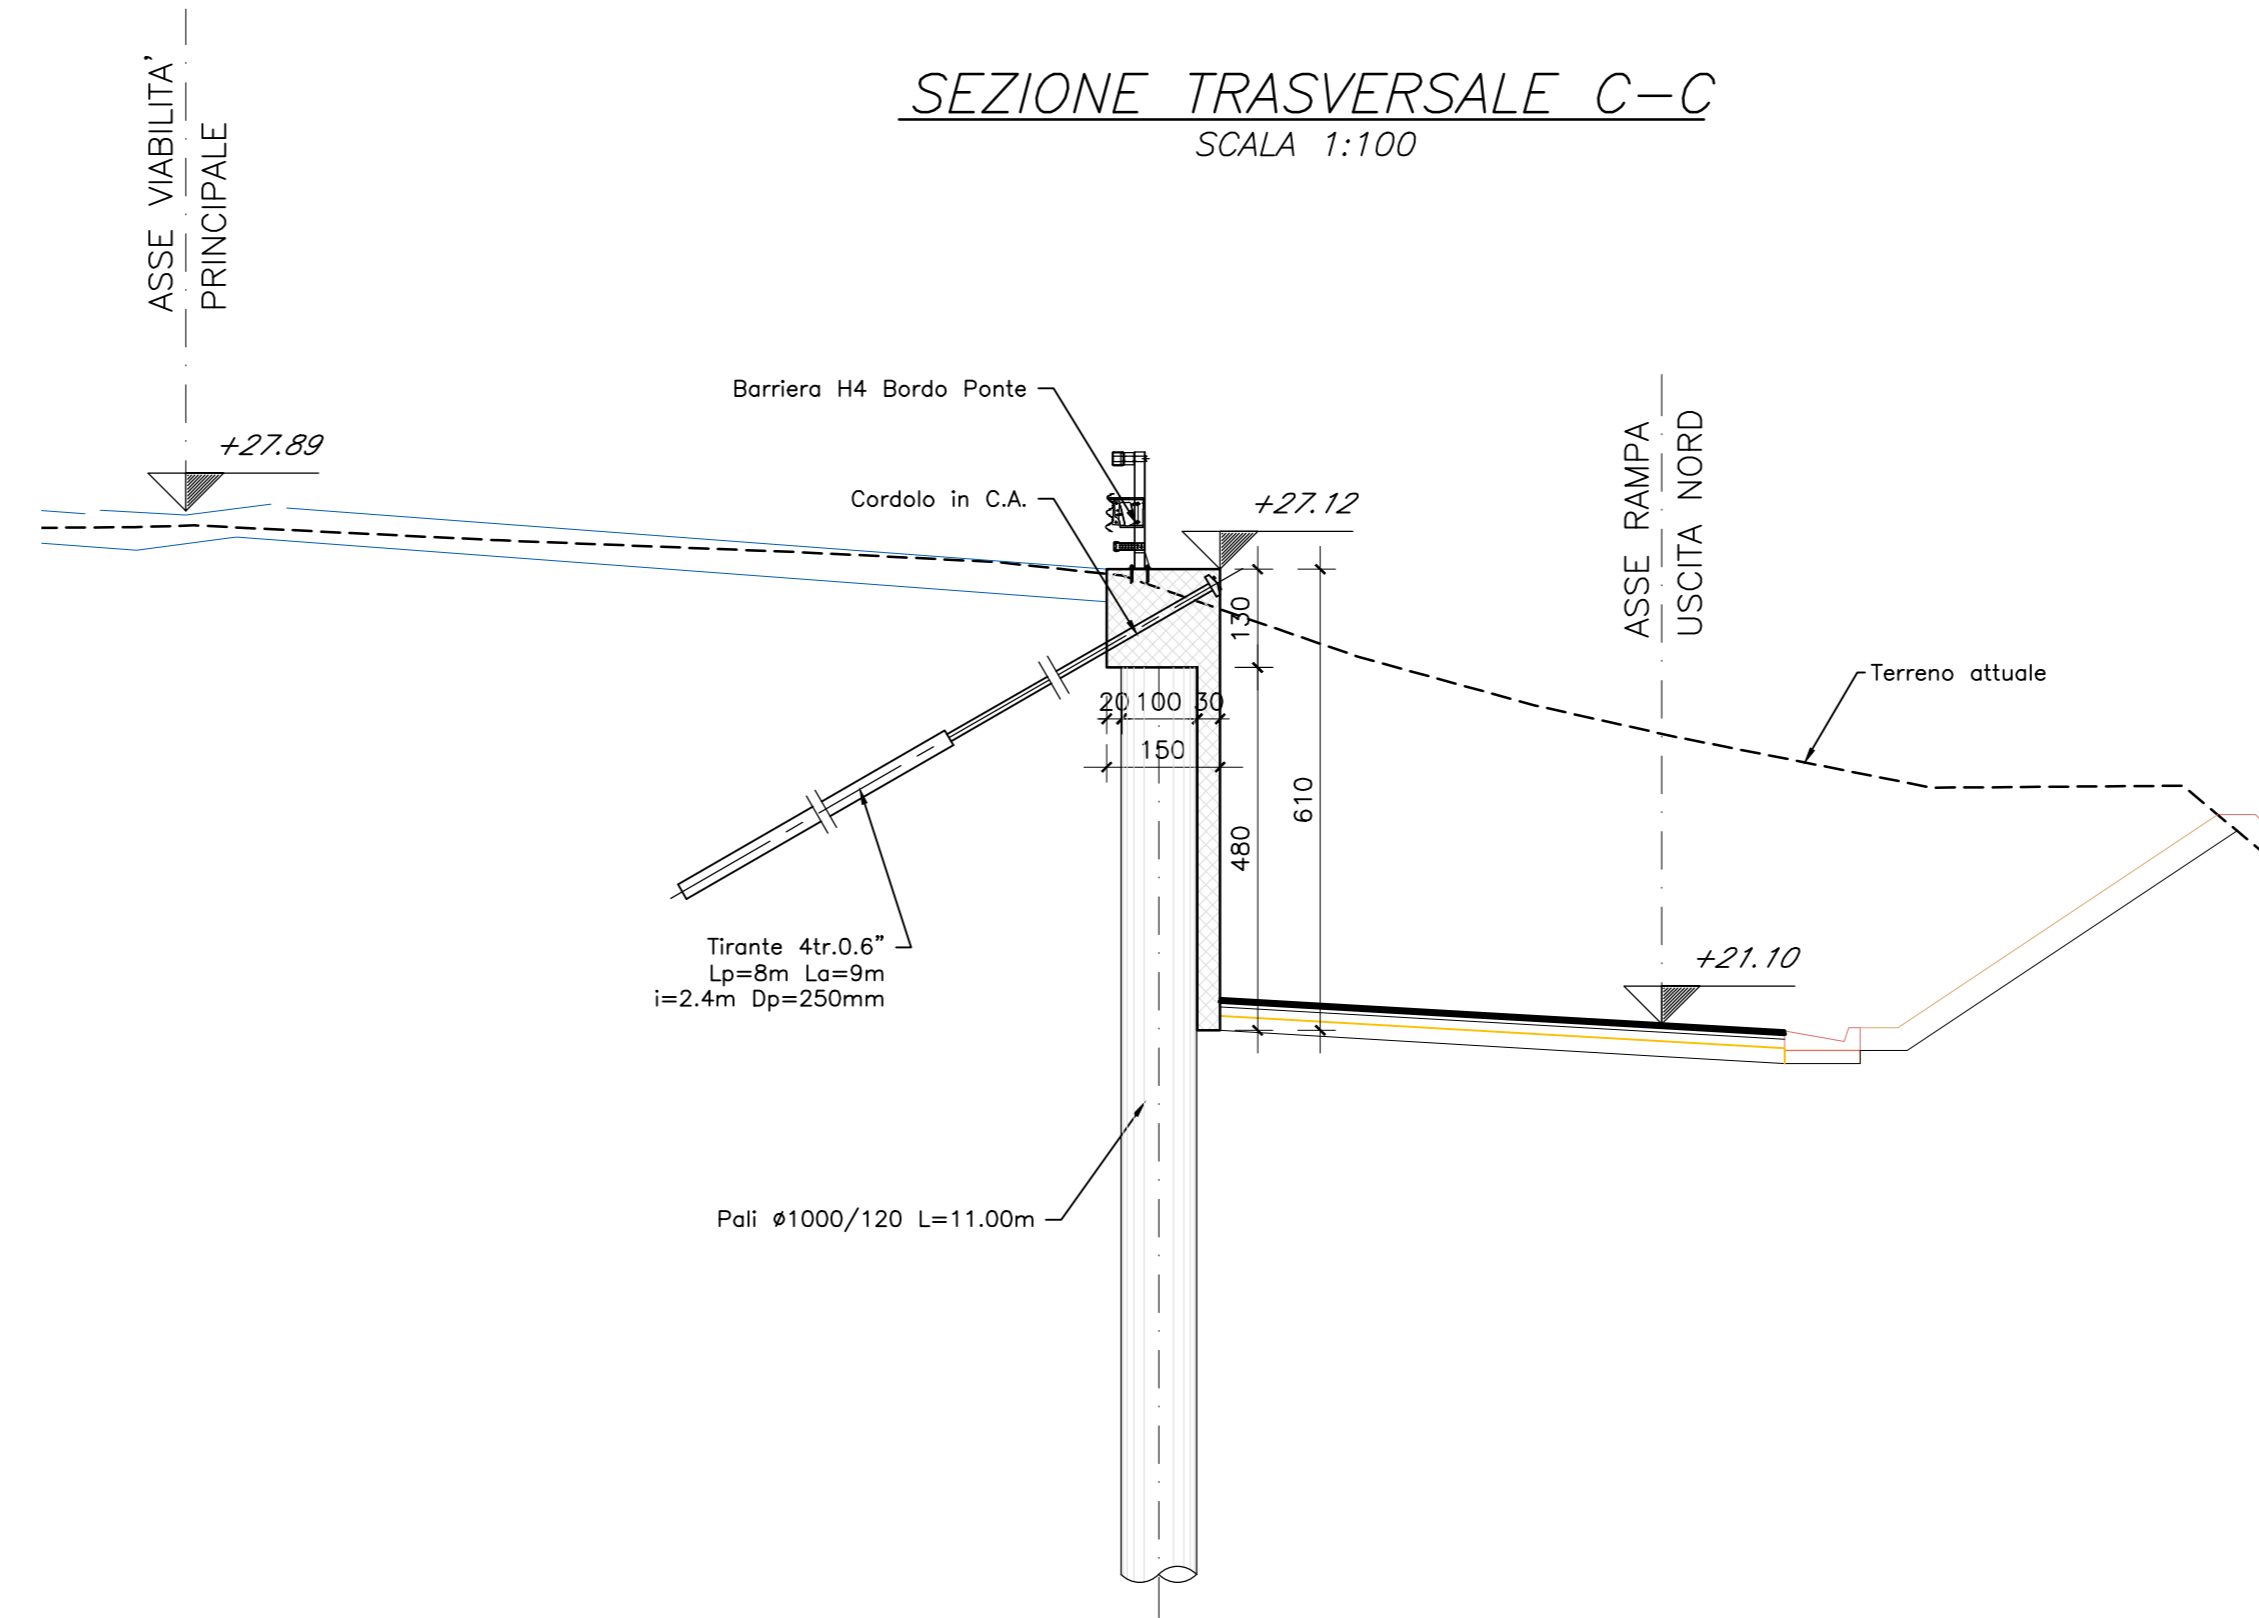 SEZIONE TRASVERSALE C-C
SCALA 1:100
ASSE VIABILITA'
PRINCIPALE
+27.89
Barriera H4 Bordo Ponte
Cordolo in C.A.
+27.12
ASSE RAMPA
USCITA NORD
130
Terreno attuale
20 100 30
150
610
480
Tirante 4tr.0.6"
Lp=8m La=9m
i=2.4m Dp=250mm
+21.10
Pali ø1000/120 L=11.00m